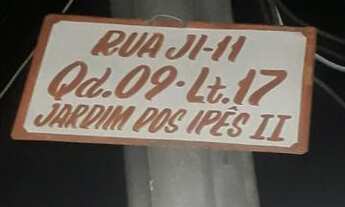 RUA JI-11
Qd.09·Lt.17
JARDIM DOS IPÊS II